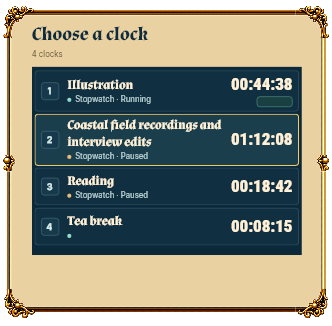 Choose a clock
4 clocks
1
Illustration
Stopwatch · Running
00:44:38
2
Coastal field recordings and
interview edits
Stopwatch · Paused
01:12:08
3
Reading
Stopwatch · Paused
00:18:42
4
Tea break
00:08:15